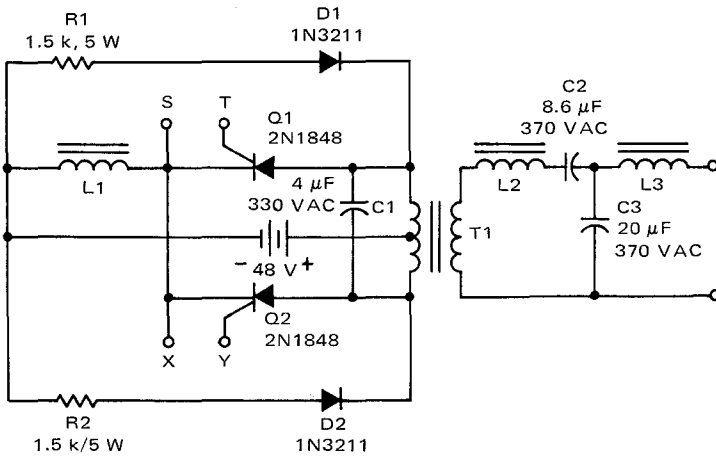 R1
1.5 k, 5 W
D1
1N3211
S
T
Q1
2N1848
L1
4 µF
330 VAC
C1
− 48 V +
Q2
2N1848
X
Y
R2
1.5 k/5 W
D2
1N3211
T1
L2
C2
8.6 µF
370 VAC
L3
C3
20 µF
370 VAC